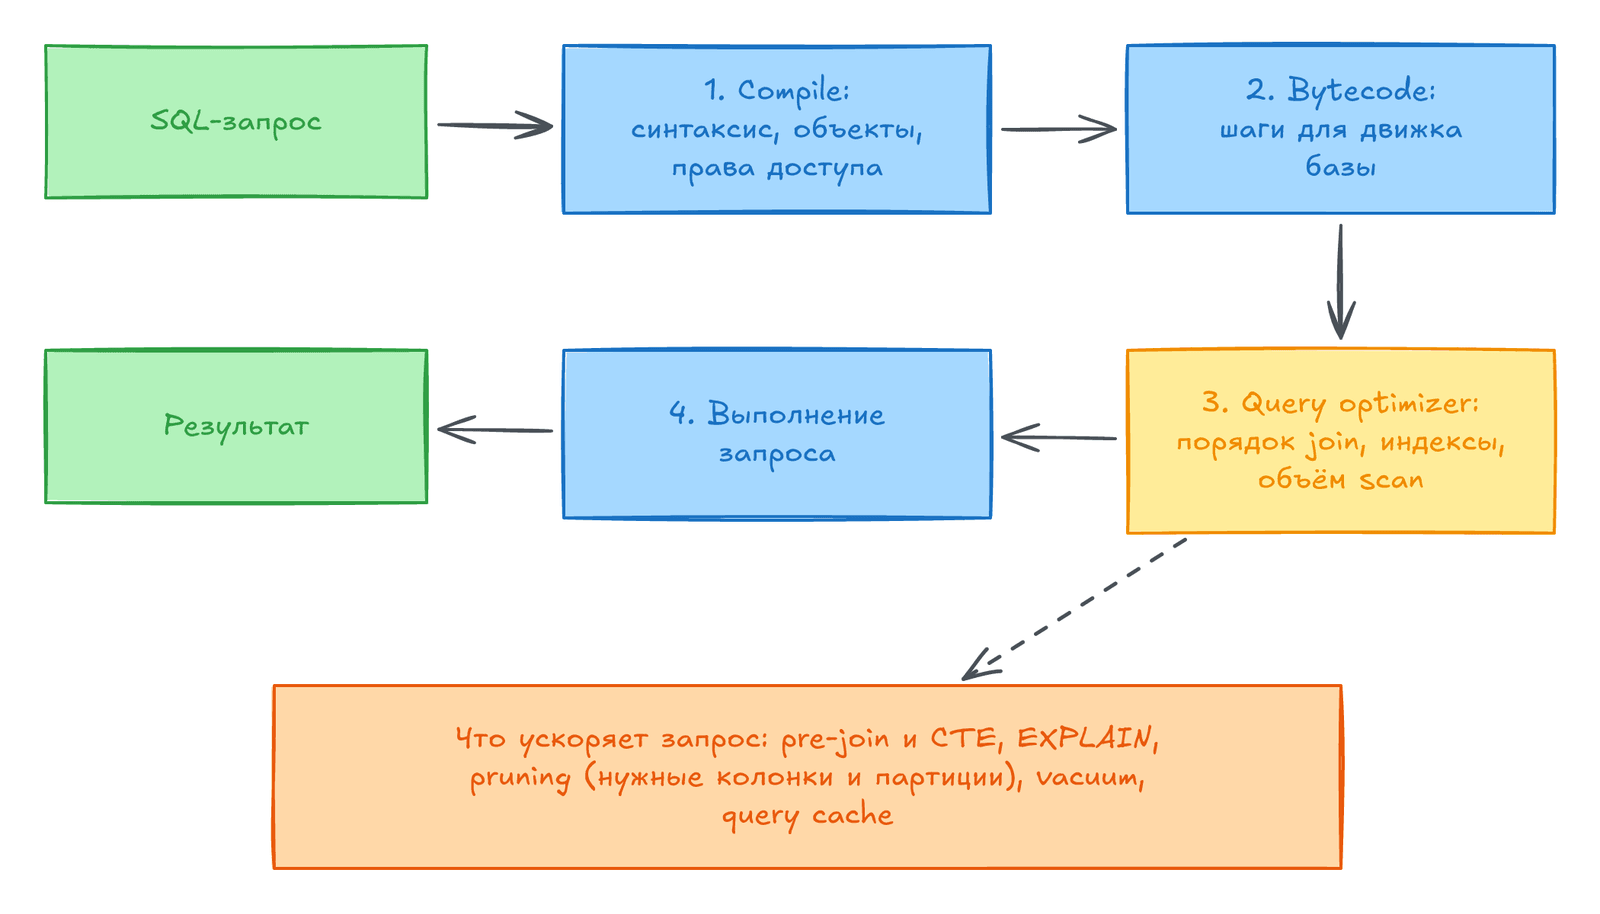 SQL-запрос
1. Compile:
синтаксис, объекты,
права доступа
2. Bytecode:
шаги для движка
базы
3. Query optimizer:
порядок join, индексы,
объём scan
4. Выполнение
запроса
Результат
Что ускоряет запрос: pre-join и CTE, EXPLAIN,
pruning (нужные колонки и партиции), vacuum,
query cache